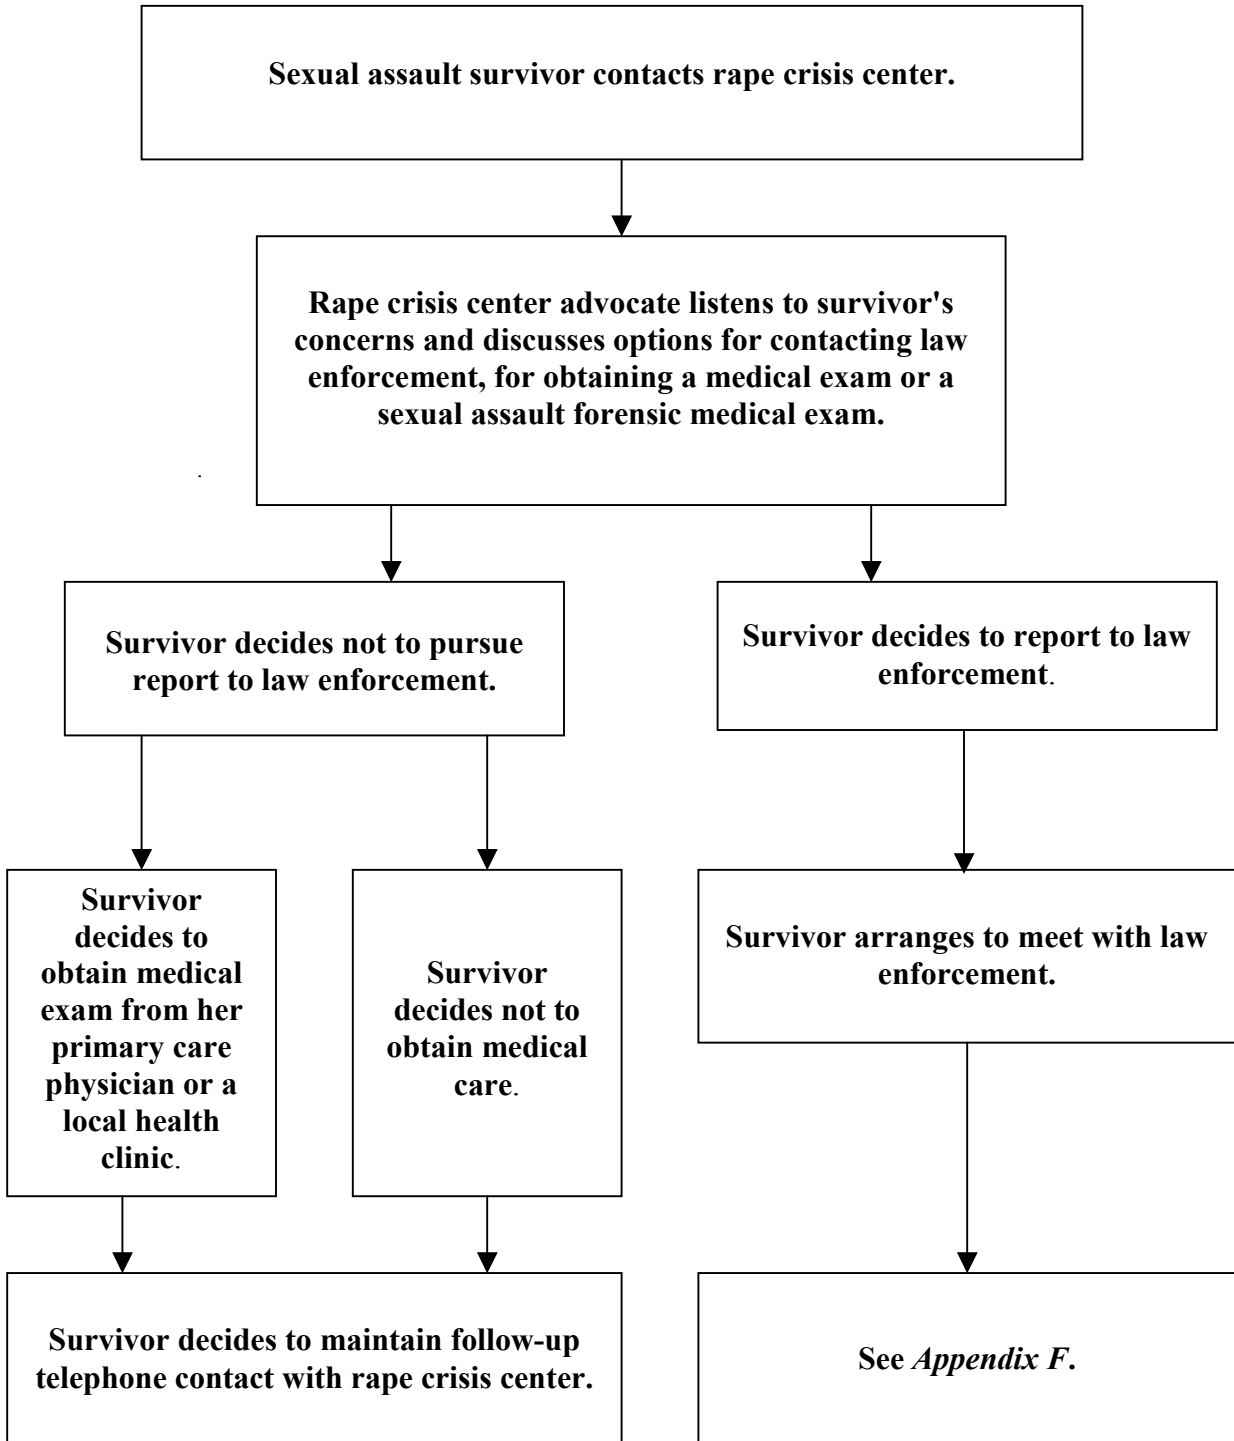 Sexual assault survivor contacts rape crisis center.
Rape crisis center advocate listens to survivor's
concerns and discusses options for contacting law
enforcement, for obtaining a medical exam or a
sexual assault forensic medical exam.
.
Survivor decides not to pursue
report to law enforcement.
Survivor decides to report to law
enforcement.
Survivor
decides to
obtain medical
exam from her
primary care
physician or a
local health
clinic.
Survivor
decides not to
obtain medical
care.
Survivor arranges to meet with law
enforcement.
Survivor decides to maintain follow-up
telephone contact with rape crisis center.
See Appendix F.